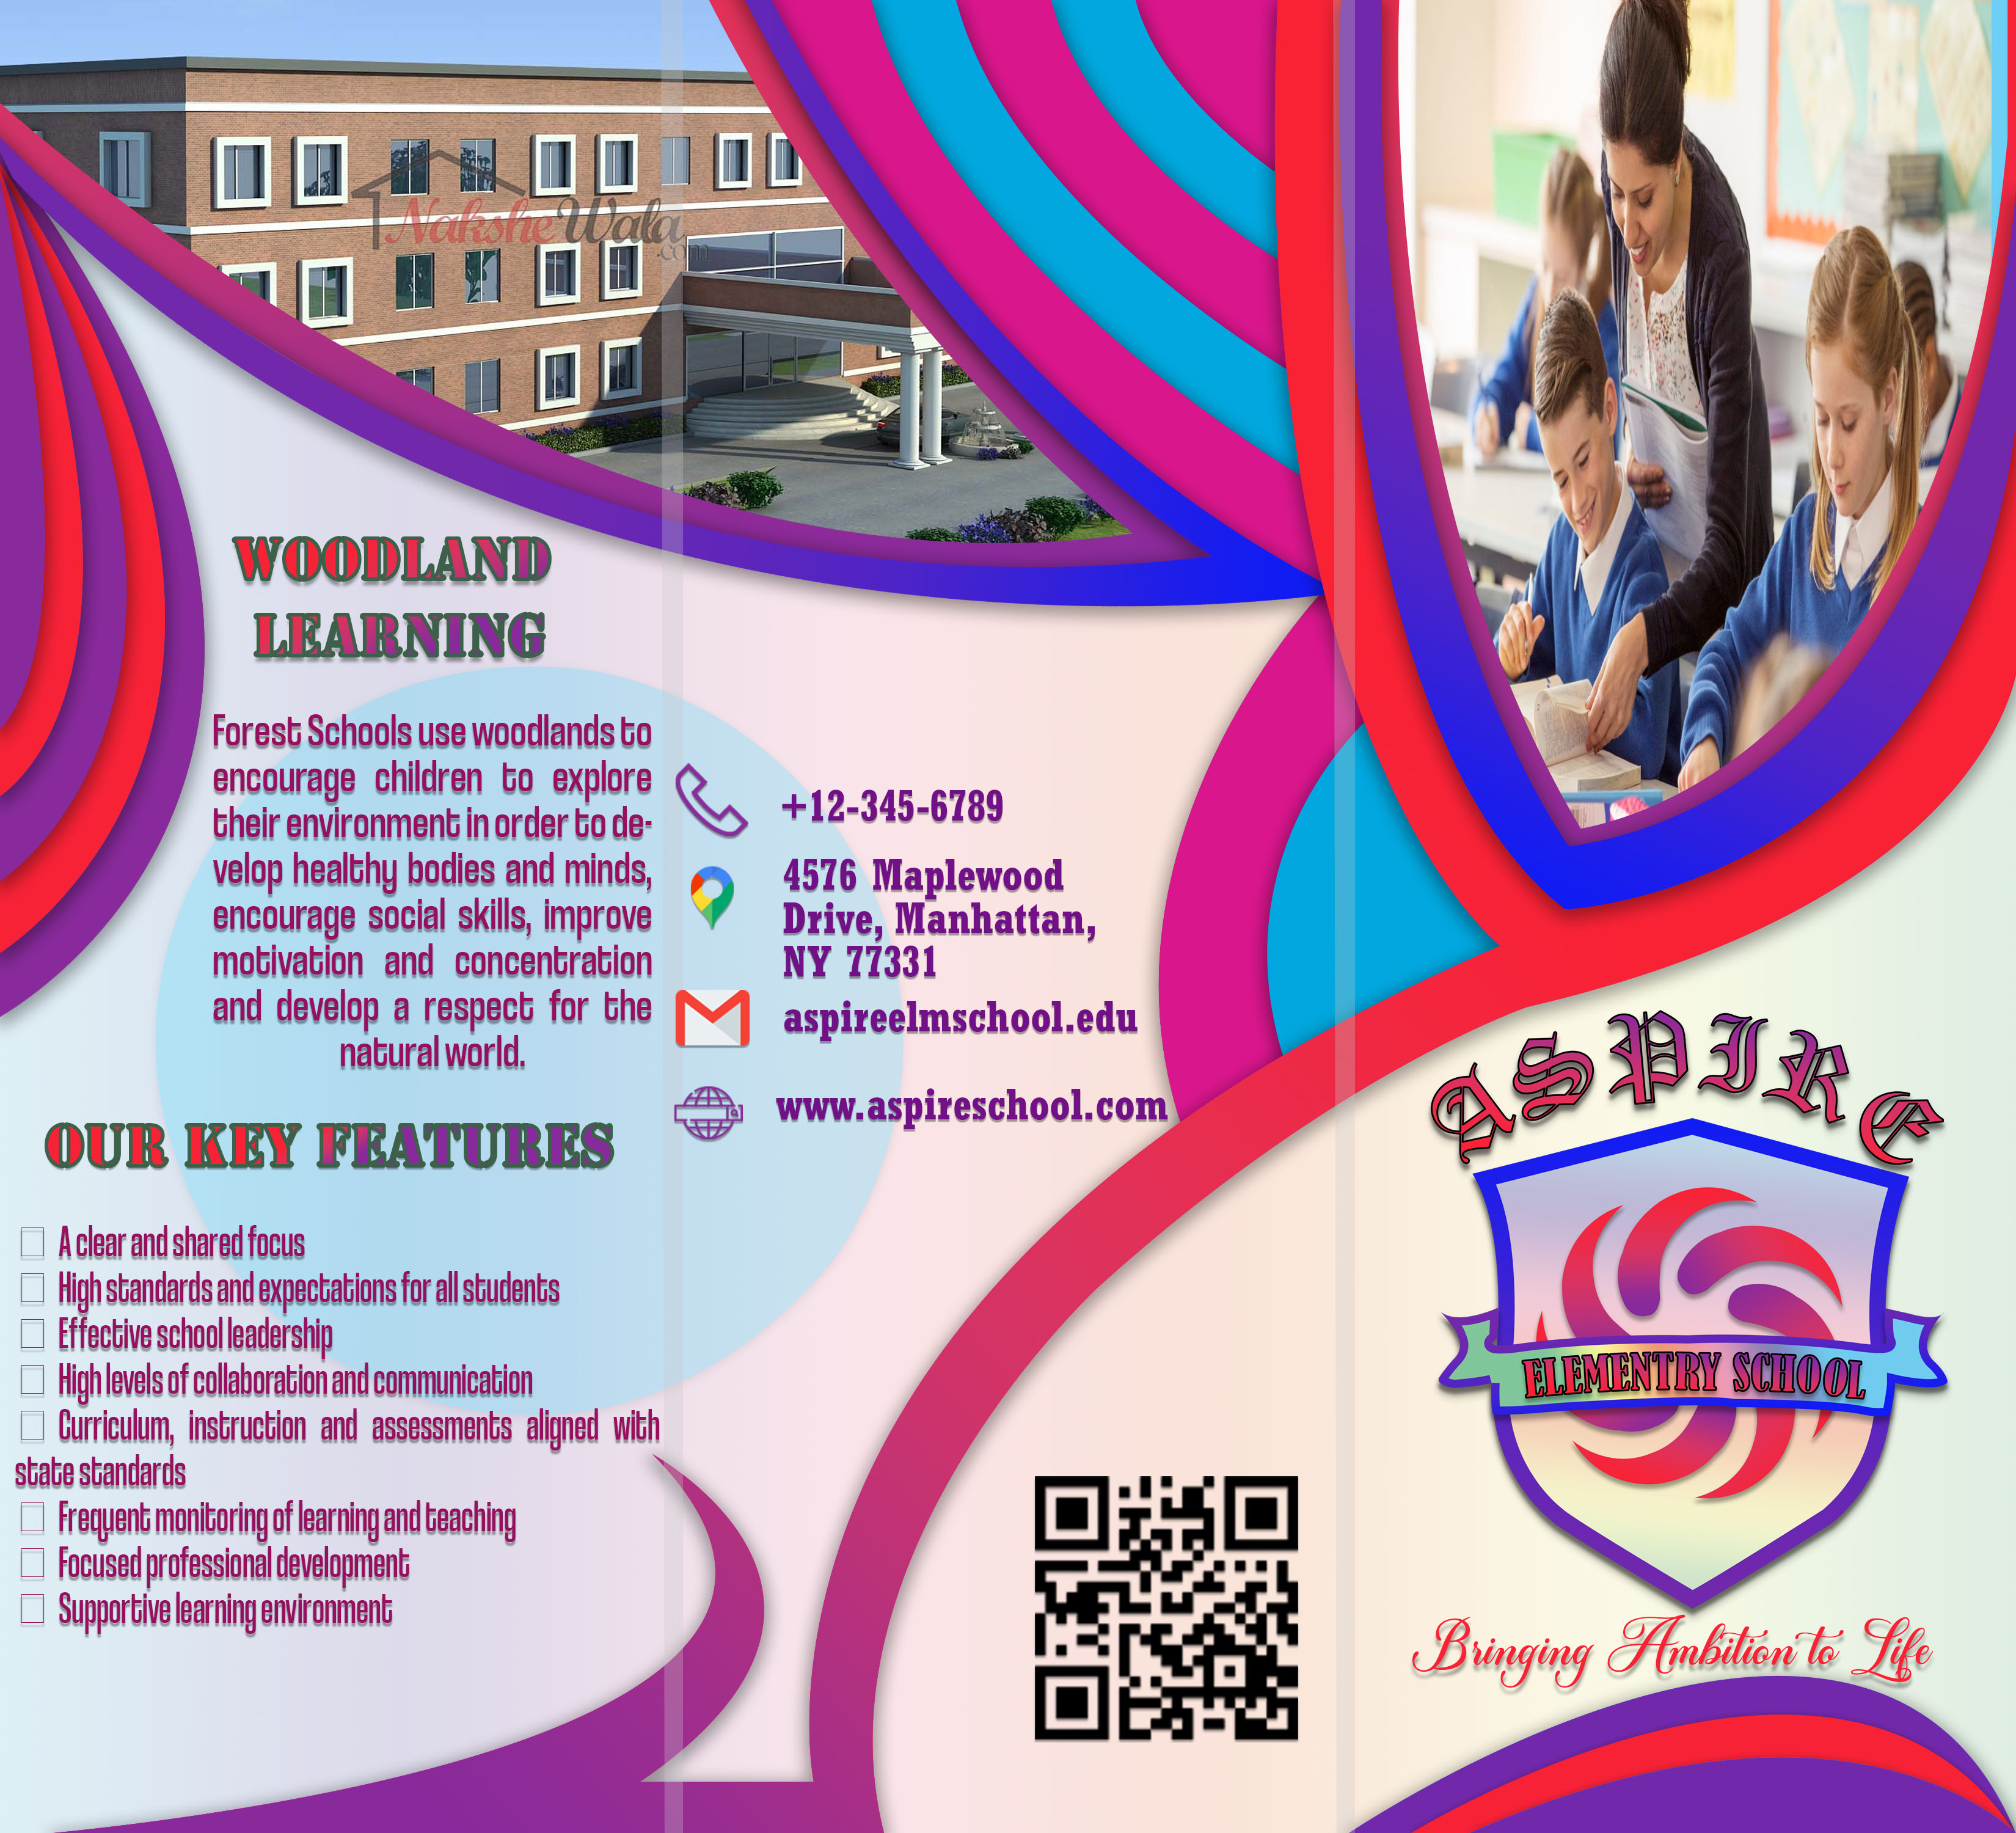 NaksheWala
.com
WOODLAND
LEARNING
Forest Schools use woodlands to
encourage children to explore
their environment in order to de-
velop healthy bodies and minds,
encourage social skills, improve
motivation and concentration
and develop a respect for the
natural world.
OUR KEY FEATURES
A clear and shared focus
High standards and expectations for all students
Effective school leadership
High levels of collaboration and communication
Curriculum, instruction and assessments aligned with
state standards
Frequent monitoring of learning and teaching
Focused professional development
Supportive learning environment
+12-345-6789
4576 Maplewood
Drive, Manhattan,
NY 77331
aspireelmschool.edu
www.aspireschool.com
ASPIRE
ELEMENTRY SCHOOL
Bringing Ambition to Life